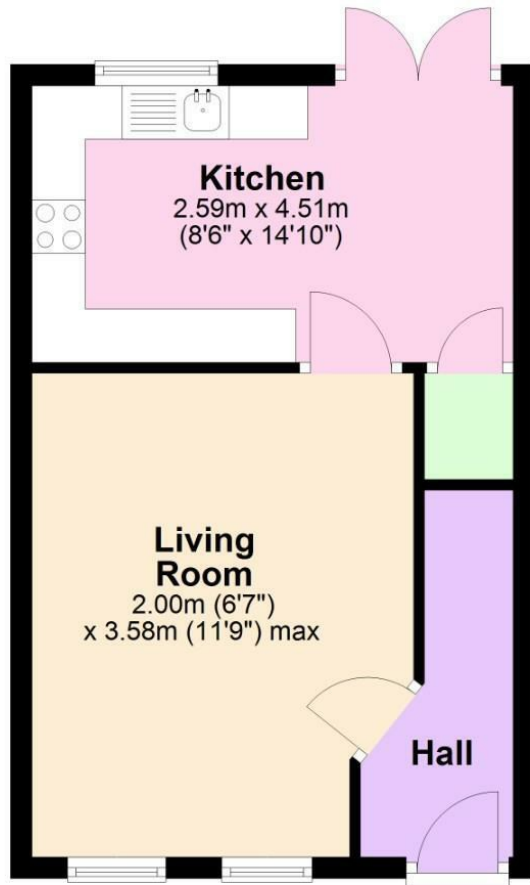 Kitchen
2.59m x 4.51m
(8'6" x 14'10")
Living
Room
2.00m (6'7")
x 3.58m (11'9") max
Hall